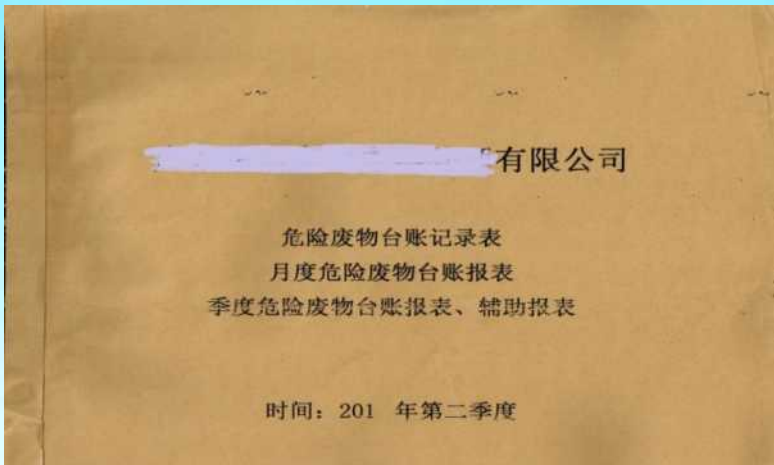 有限公司
危险废物台账记录表
月度危险废物台账报表
季度危险废物台账报表、辅助报表
时间：201 年第二季度